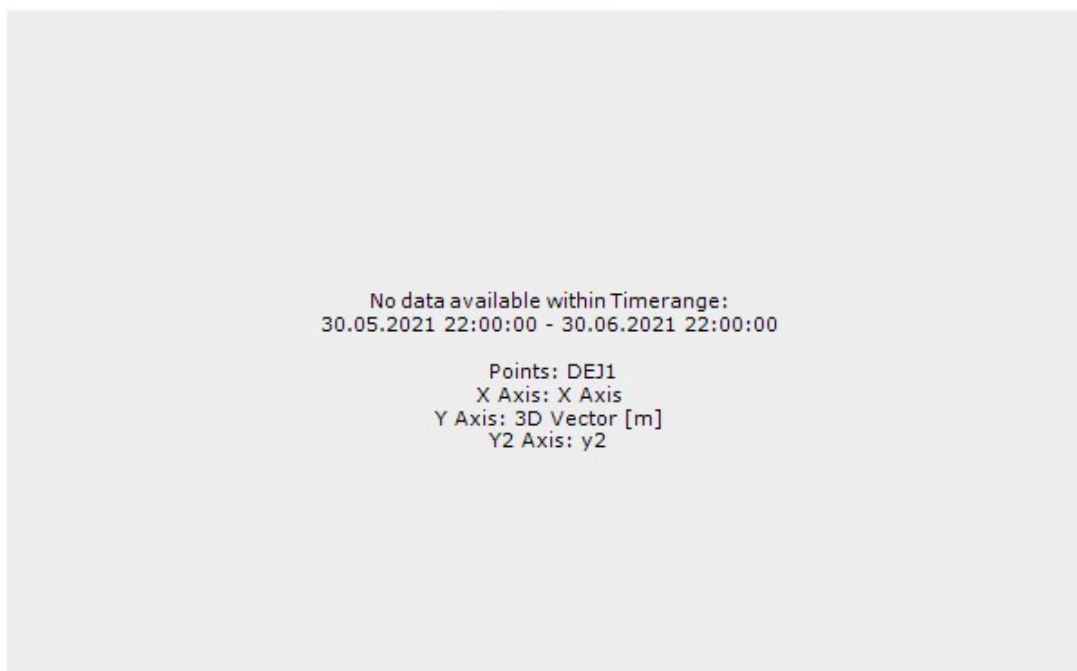 No data available within Timerange:
30.05.2021 22:00:00 - 30.06.2021 22:00:00
Points: DEJ1
X Axis: X Axis
Y Axis: 3D Vector [m]
Y2 Axis: y2